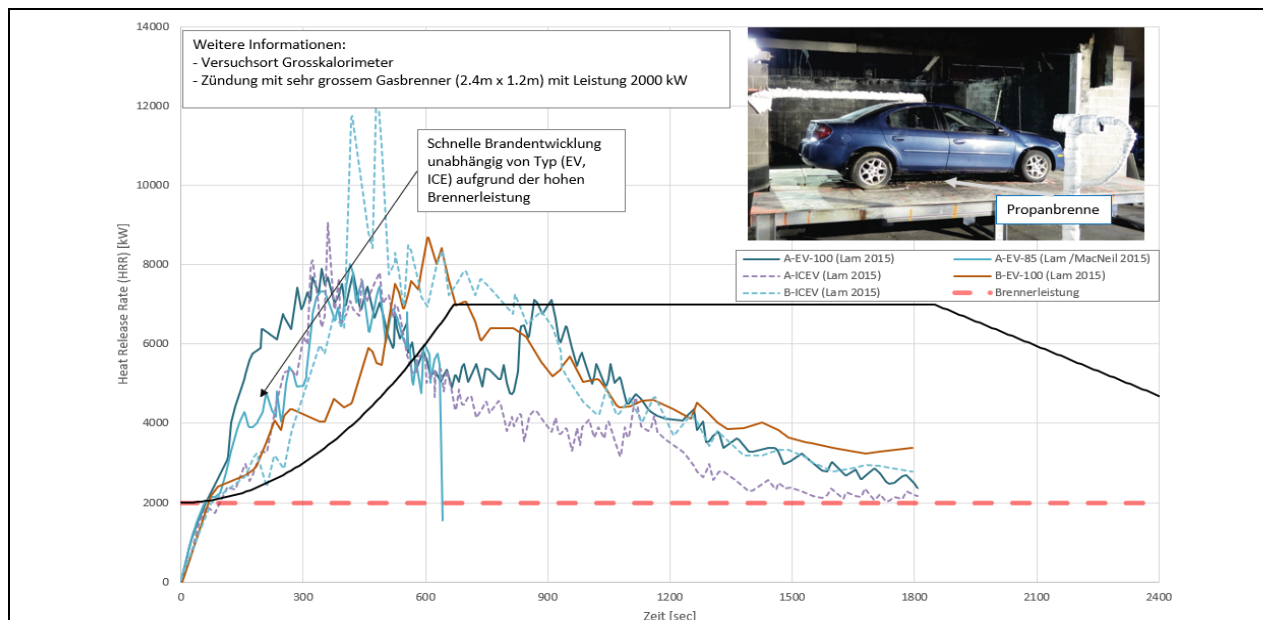 14000
12000
10000
8000
6000
4000
2000
0
Heat Release Rate (HRR) [kW]
Weitere Informationen:
- Versuchsort Grosskalorimeter
- Zündung mit sehr grossem Gasbrenner (2.4m x 1.2m) mit Leistung 2000 kW
Schnelle Brandentwicklung
unabhängig von Typ (EV,
ICE) aufgrund der hohen
Brennerleistung
Propanbrenne
A-EV-100 (Lam 2015)
A-EV-85 (Lam /MacNeil 2015)
A-ICEV (Lam 2015)
B-EV-100 (Lam 2015)
B-ICEV (Lam 2015)
Brennerleistung
0
300
600
900
1200
1500
1800
2100
2400
Zeit [sec]